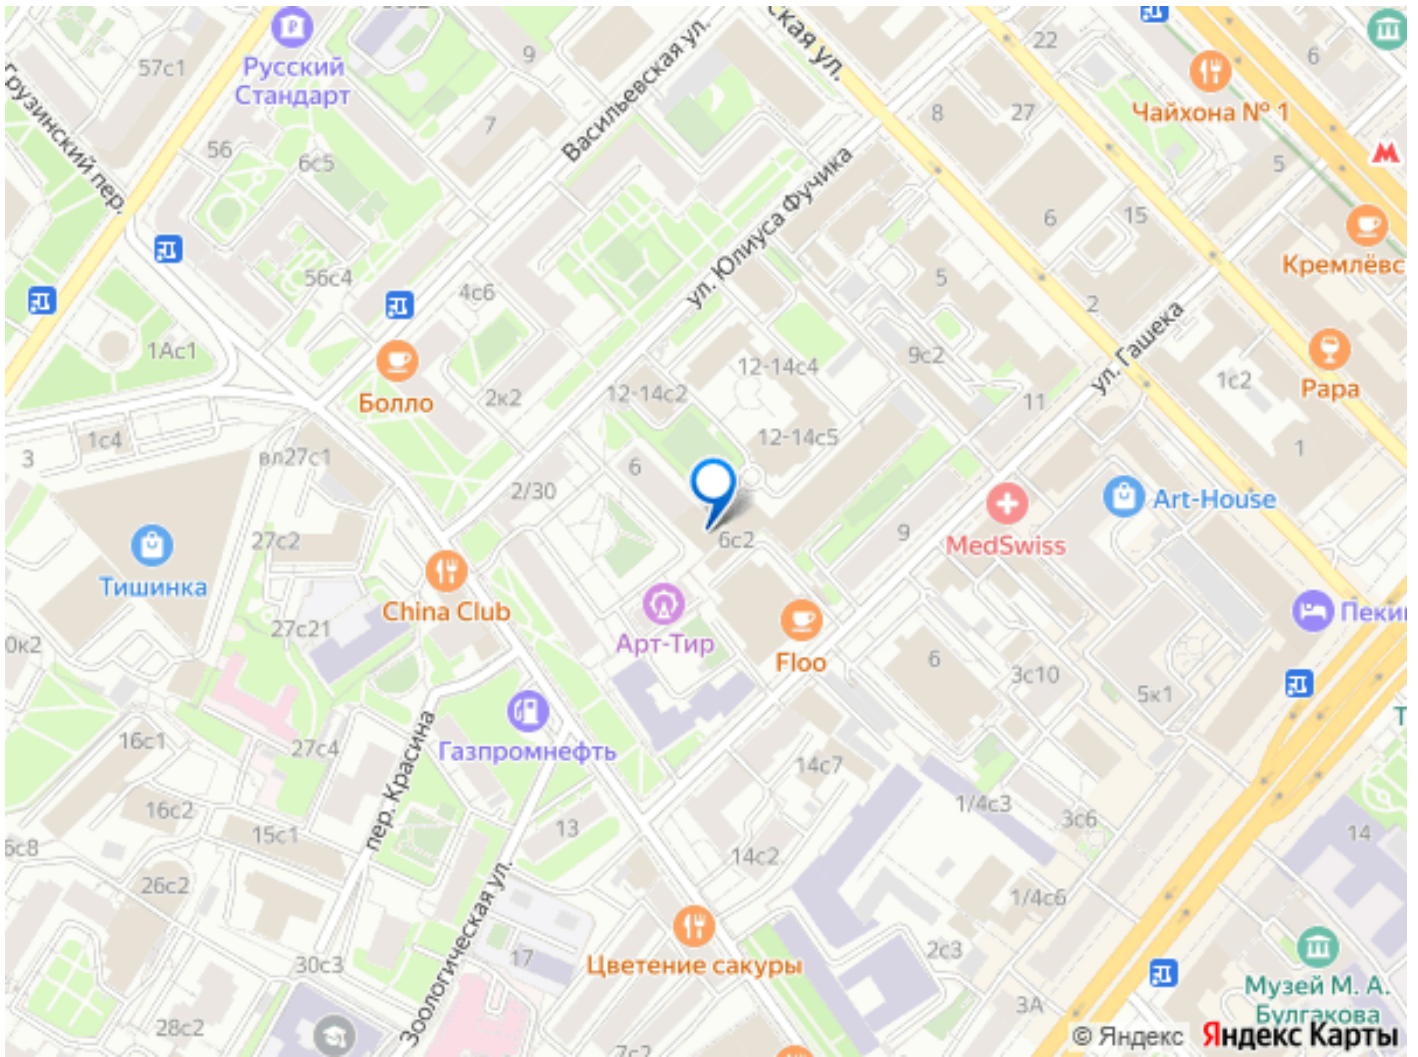 ская ул.
22
6
57с1
Русский
Стандарт
9
Васильевская ул.
Чайхона № 1
8
27
Грузинский пер.
7
56
6с5
5
ул. Юлиуса Фучика
6
15
Кремлёвс
56с4
4с6
5
2
ул. Гашека
1Ас1
9с2
12-14с4
1с2
Papa
Болло
2к2
12-14с2
11
1с4
12-14с5
1
3
вл27с1
6
2/30
Art-House
27с2
6с2
9
MedSwiss
Тишинка
China Club
Пеки
27с21
0к2
Арт-Тир
Floo
6
3с10
5к1
Т
16с1
27с4
пер. Красина
Газпромнефть
14с7
16с2
1/4с3
3с6
15с1
13
14
6с8
14с2
26с2
1/4с6
Зоологическая ул.
17
Цветение сакуры
2с3
30с3
3А
Музей М. А.
Булгакова
28с2
7с2
© Яндекс Яндекс Карты